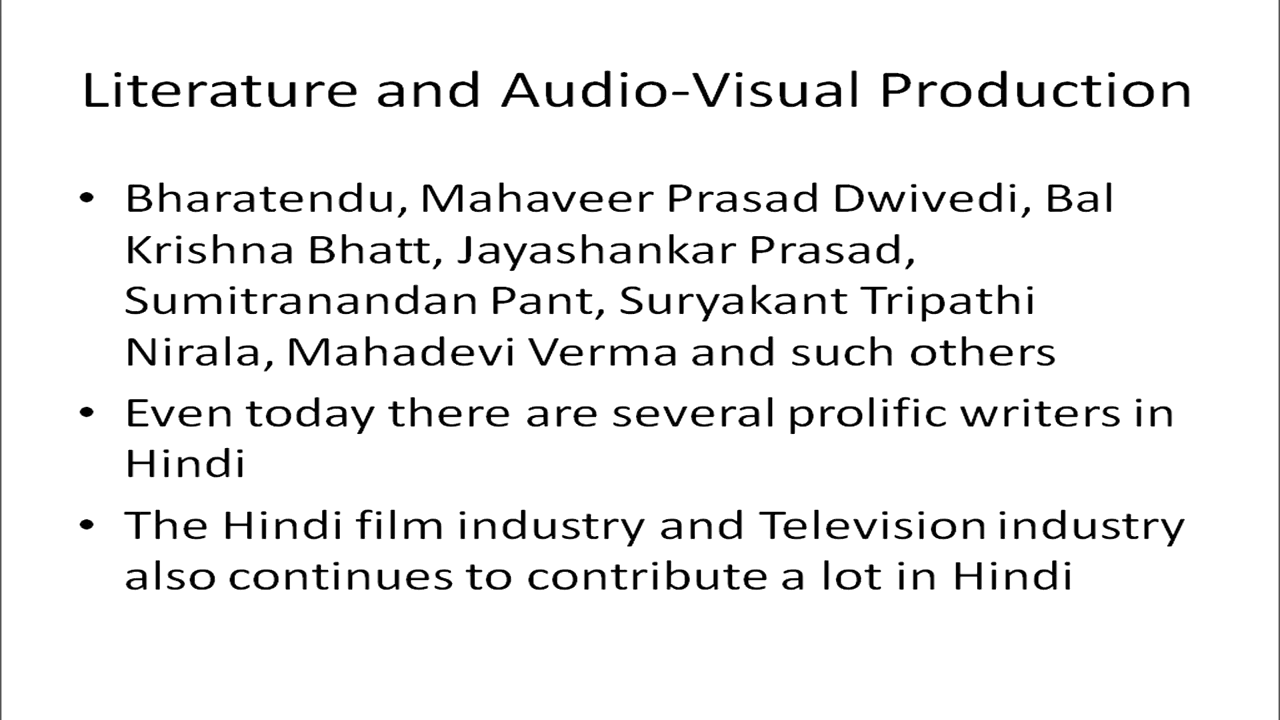 Literature and Audio-Visual Production
• Bharatendu, Mahaveer Prasad Dwivedi, Bal
Krishna Bhatt, Jayashankar Prasad,
Sumitranandan Pant, Suryakant Tripathi
Nirala, Mahadevi Verma and such others
• Even today there are several prolific writers in
Hindi
• The Hindi film industry and Television industry
also continues to contribute a lot in Hindi